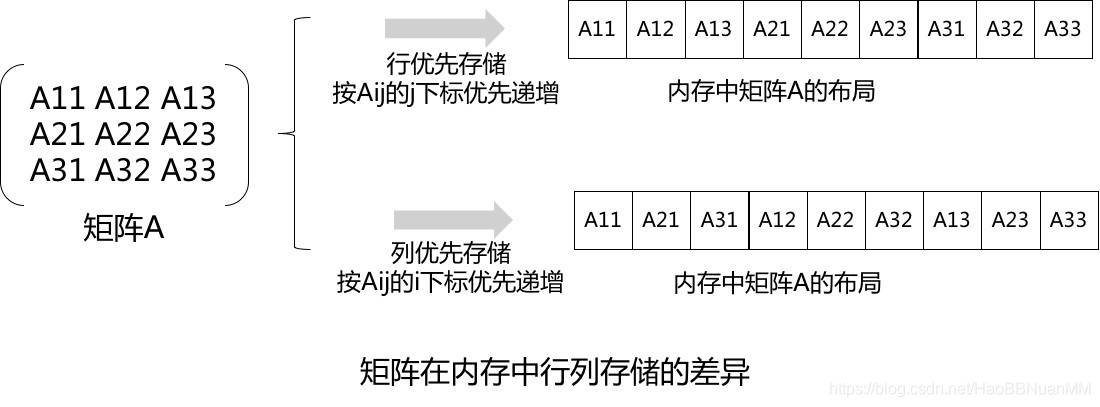 A11 A12 A13
A21 A22 A23
A31 A32 A33
矩阵A
行优先存储
按Aij的j下标优先递增
A11 A12 A13 A21 A22 A23 A31 A32 A33
内存中矩阵A的布局
列优先存储
按Aij的i下标优先递增
A11 A21 A31 A12 A22 A32 A13 A23 A33
内存中矩阵A的布局
矩阵在内存中行列存储的差异
https://blog.csdn.net/HaoBBNuanMM